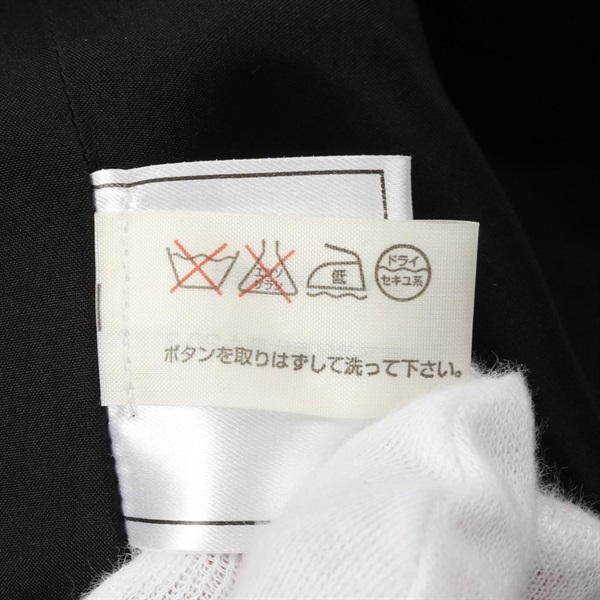 エンソ
サラシ
低
ドライ
セキユ系
ボタンを取りはずして洗って下さい。